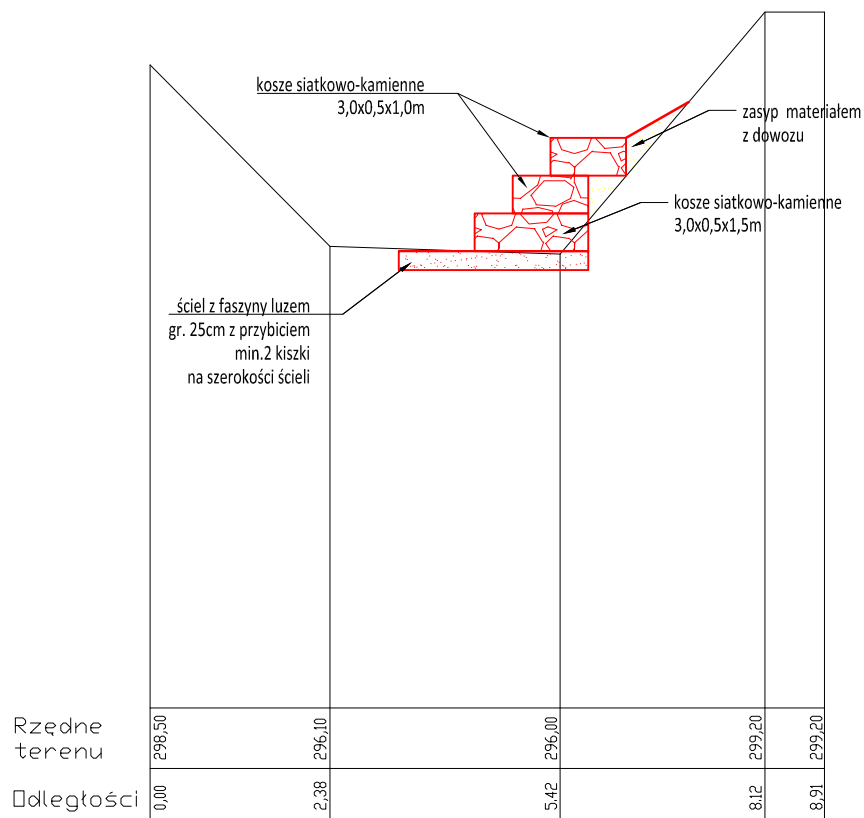 kosze siatkowo-kamienne
3,0x0,5x1,0m
zasyp materiałem
z dowozu
kosze siatkowo-kamienne
3,0x0,5x1,5m
ściel z faszyny luzem
gr. 25cm z przybiciem
min.2 kiszki
na szerokości ścieli
Rzędne
terenu
298,50
296,10
296,00
299,20
299,20
Odległości
0,00
2,38
5.42
8.12
8,91